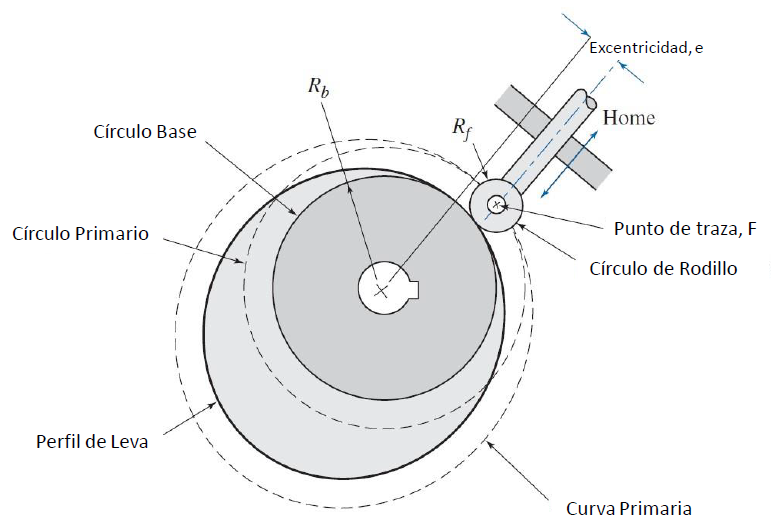 Excentricidad, e
R_b
Home
Círculo Base
R_f
Círculo Primario
Punto de traza, F
Círculo de Rodillo
Perfil de Leva
Curva Primaria